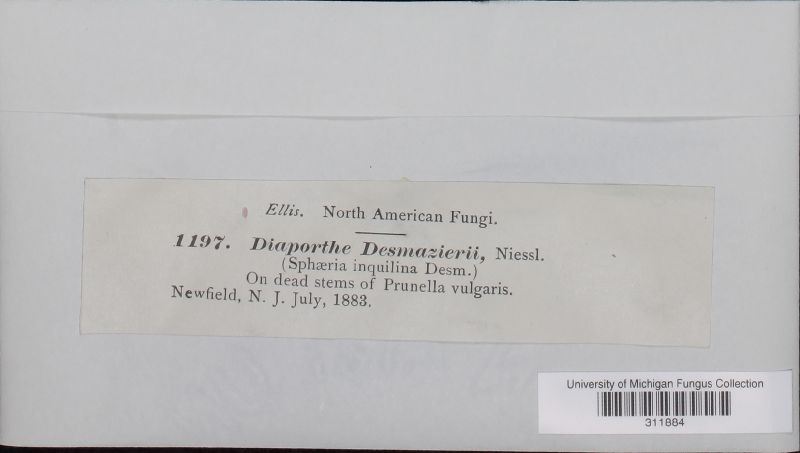 Ellis. North American Fungi.
1197. Diaporthe Desmazierii, Niessl.
(Sphæria inquilina Desm.)
On dead stems of Prunella vulgaris.
Newfield, N. J. July, 1883.
University of Michigan Fungus Collection
311884